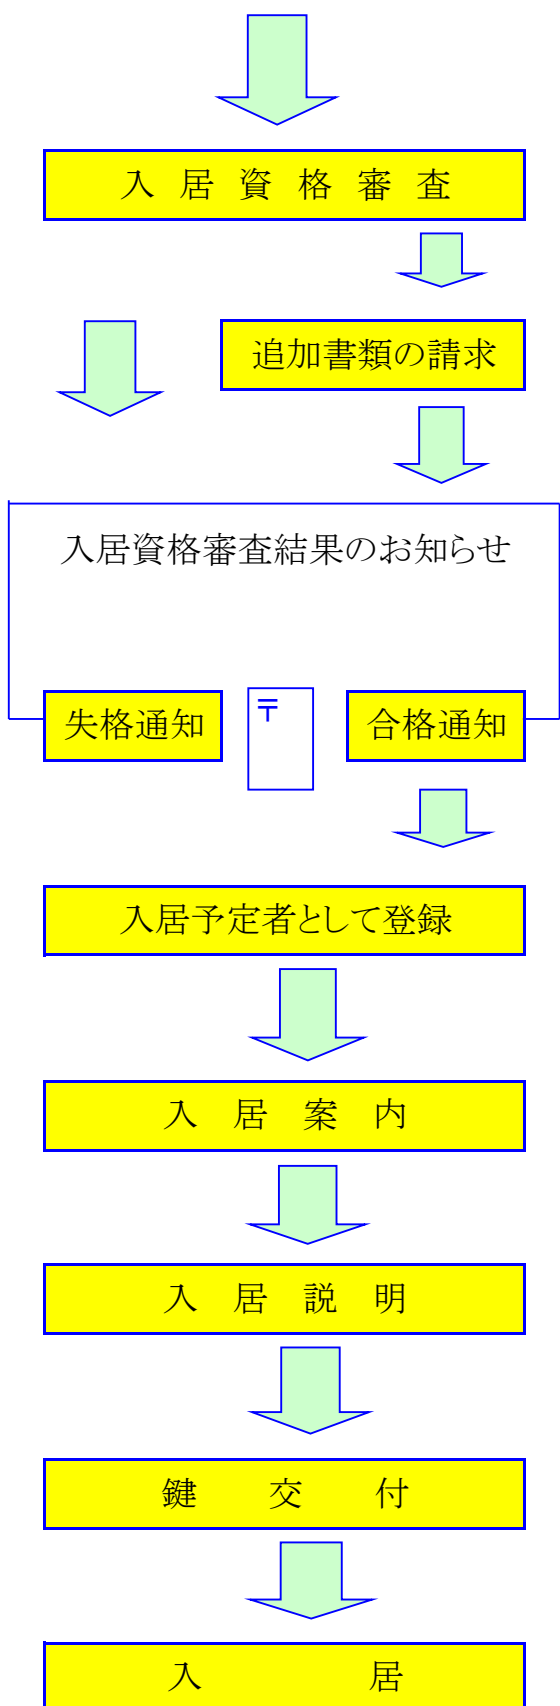 入居資格審査
追加書類の請求
入居資格審査結果のお知らせ
失格通知
〒
合格通知
入居予定者として登録
入居案内
入居説明
鍵交付
入居